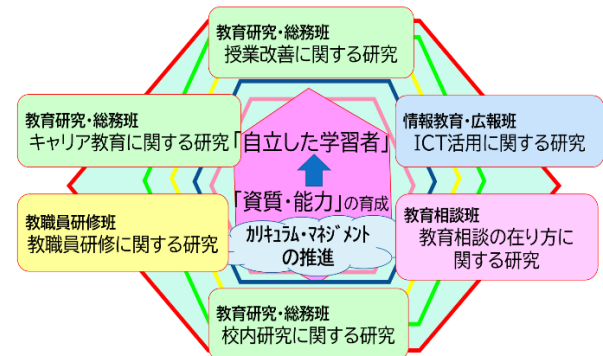 教育研究・総務班
授業改善に関する研究
教育研究・総務班
キャリア教育に関する研究
「自立した学習者」
情報教育・広報班
ICT活用に関する研究
「資質・能力」の育成
教職員研修班
教職員研修に関する研究
ｶﾘｷｭﾗﾑ・ﾏﾈｼﾞﾒﾝﾄ
の推進
教育相談班
教育相談の在り方に
関する研究
教育研究・総務班
校内研究に関する研究